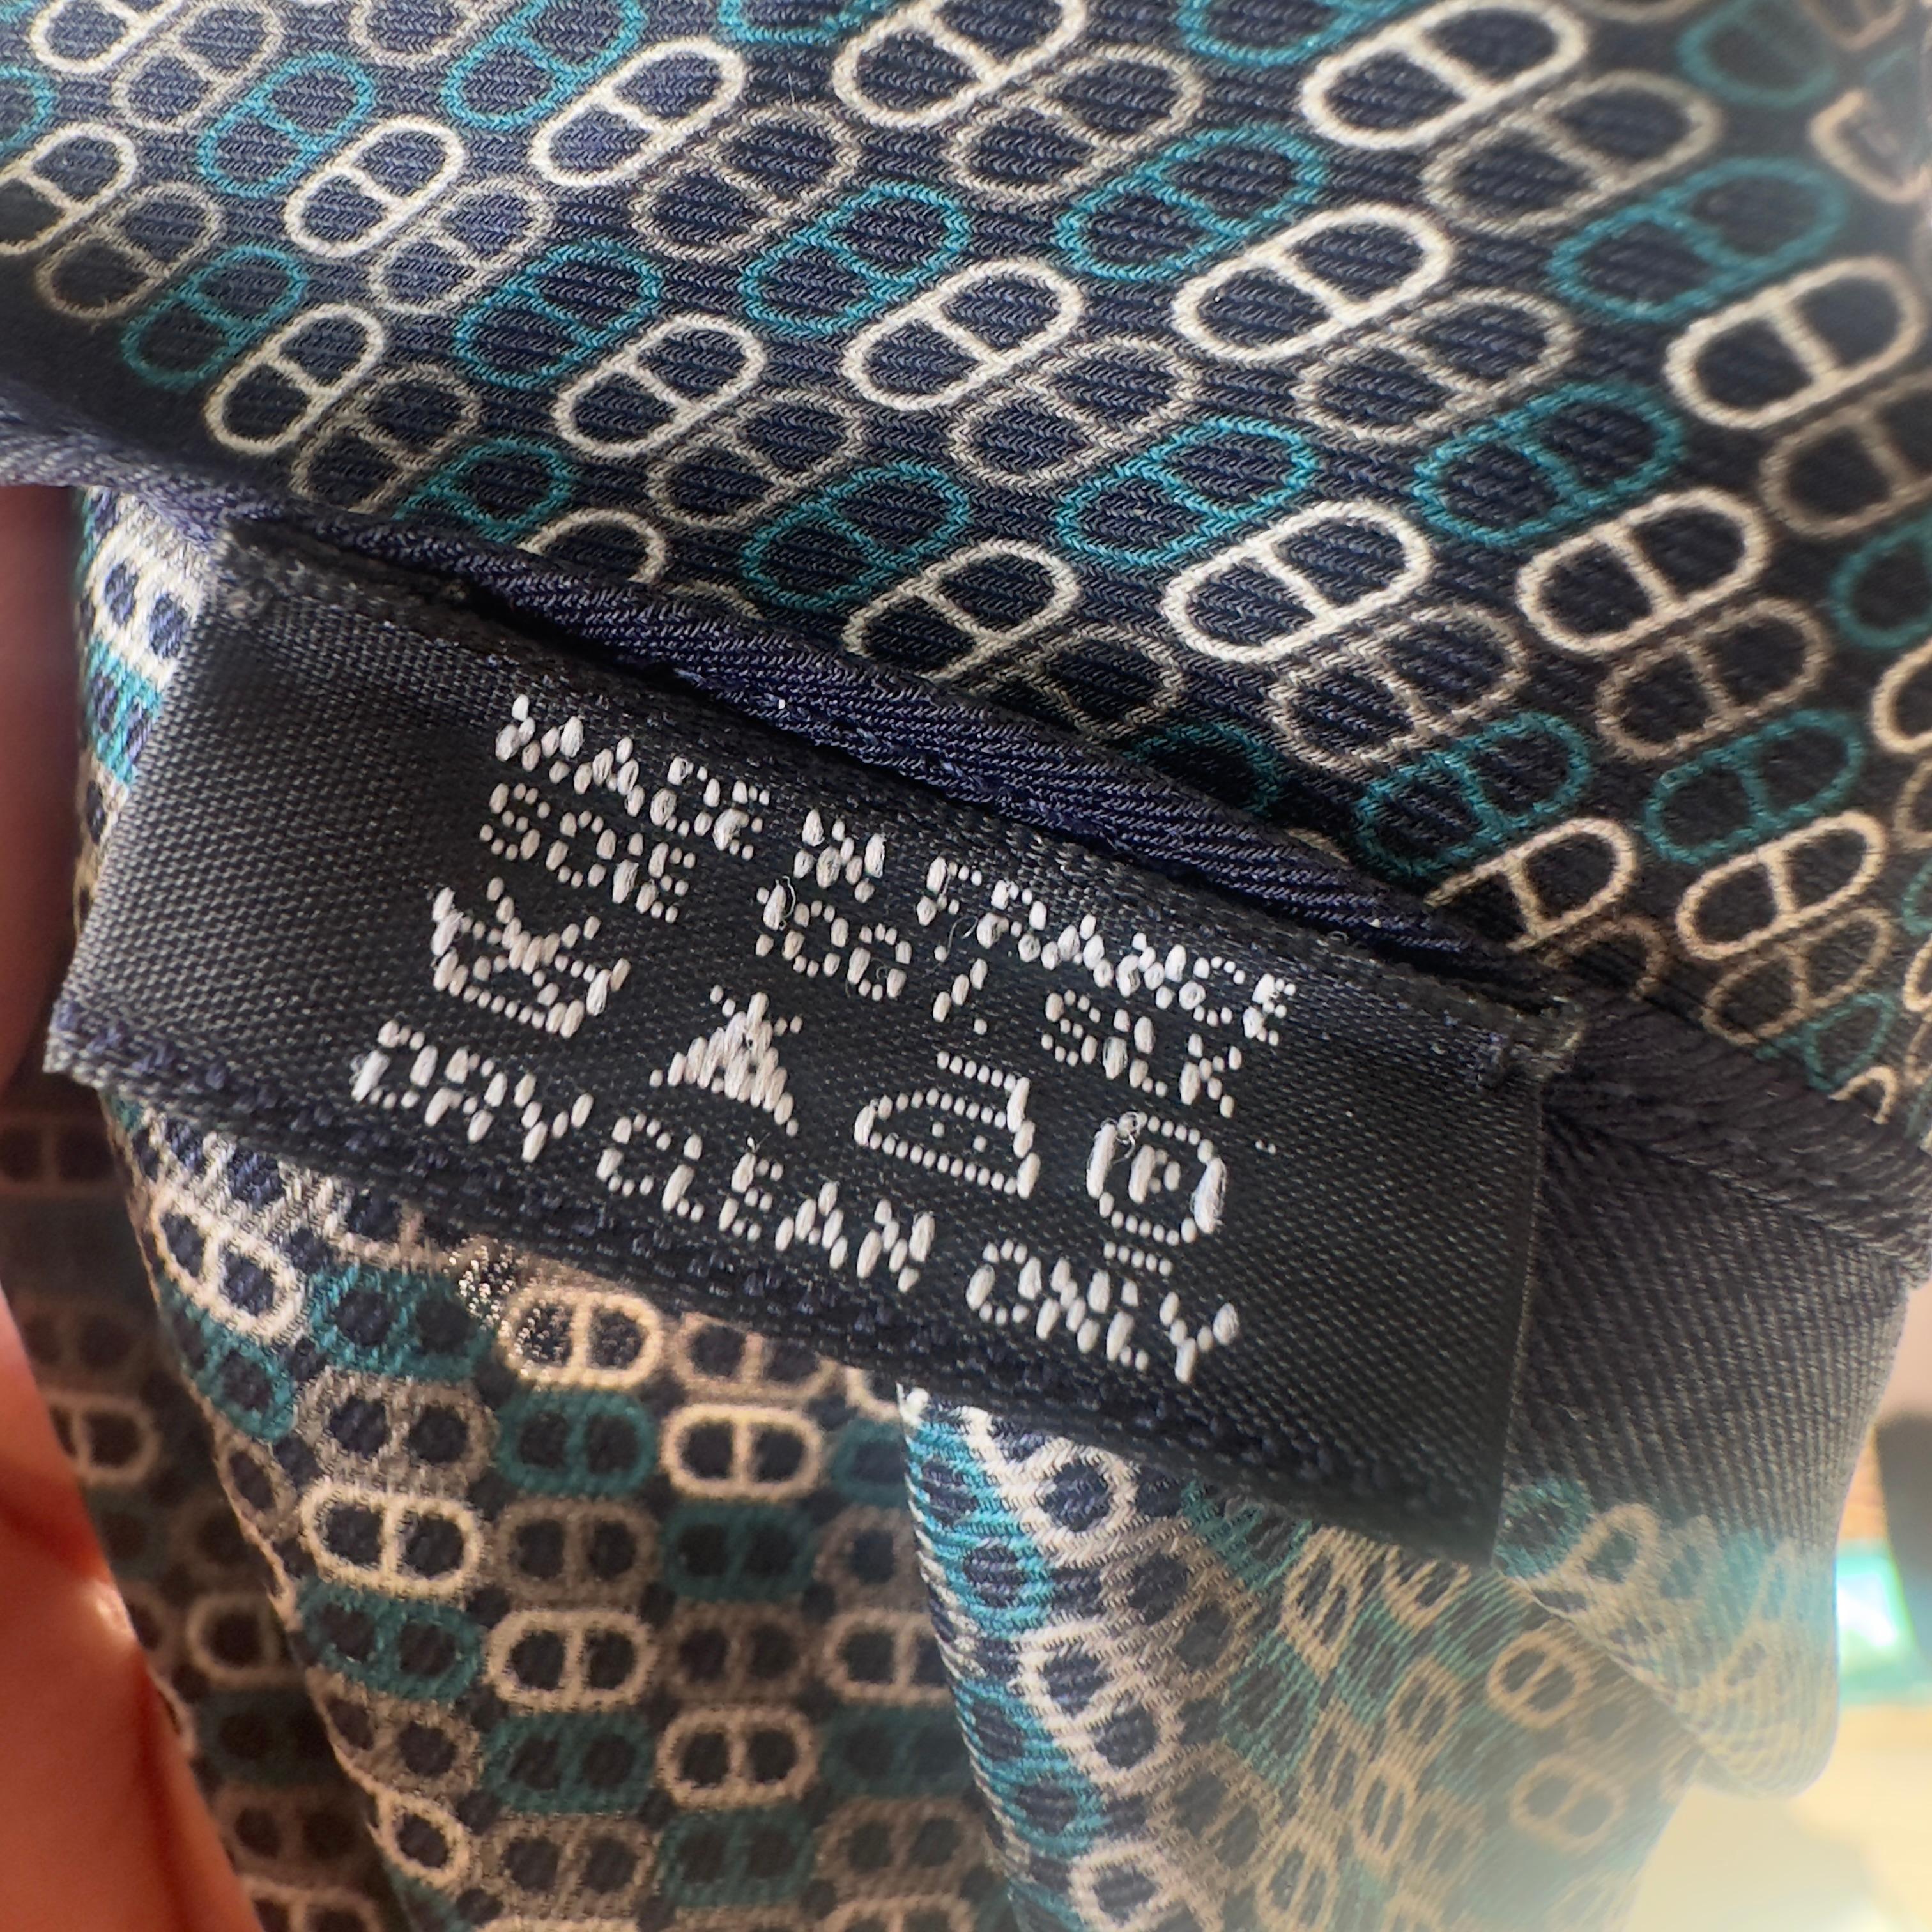 MADE IN FRANCE
SOIE 100% SILK
P
DRY CLEAN ONLY